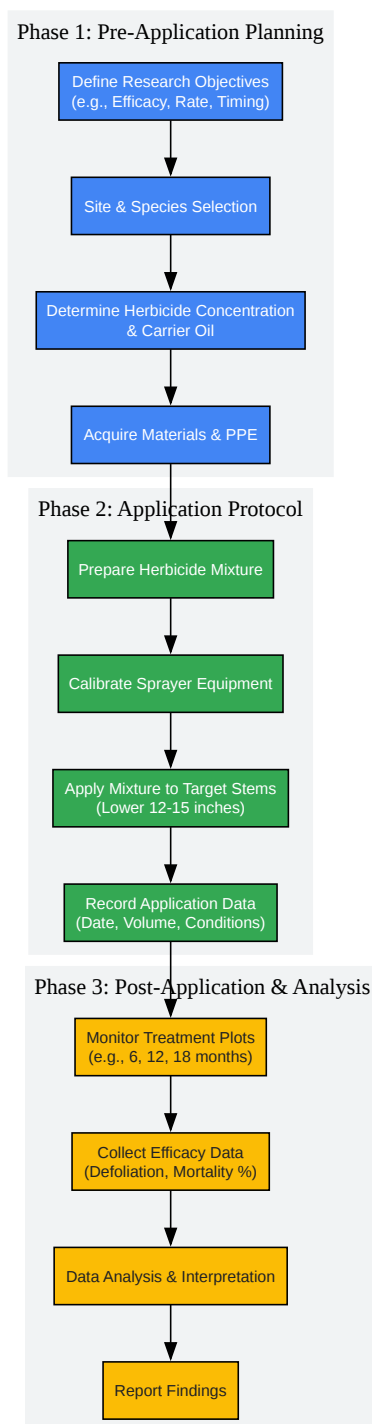 Phase 1: Pre-Application Planning
Define Research Objectives
(e.g., Efficacy, Rate, Timing)
Site & Species Selection
Determine Herbicide Concentration
& Carrier Oil
Acquire Materials & PPE
Phase 2: Application Protocol
Prepare Herbicide Mixture
Calibrate Sprayer Equipment
Apply Mixture to Target Stems
(Lower 12-15 inches)
Record Application Data
(Date, Volume, Conditions)
Phase 3: Post-Application & Analysis
Monitor Treatment Plots
(e.g., 6, 12, 18 months)
Collect Efficacy Data
(Defoliation, Mortality %)
Data Analysis & Interpretation
Report Findings